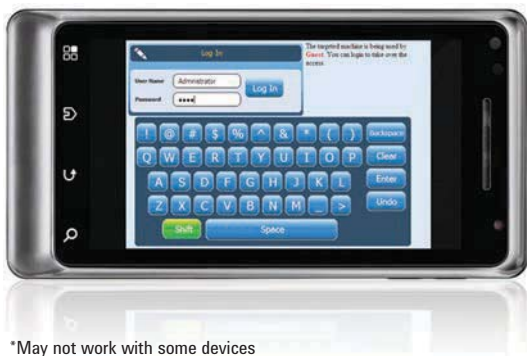 Log In
The targeted machine is being used by
Guest. You can login to take over the
access.
User Name
Administrator
Log In
Password
! @ # $ % ^ & * ( ) Backspace
Q W E R T Y U I O P Clear
A S D F G H J K L Enter
Z X C V B N M _ > Undo
Shift Space
*May not work with some devices